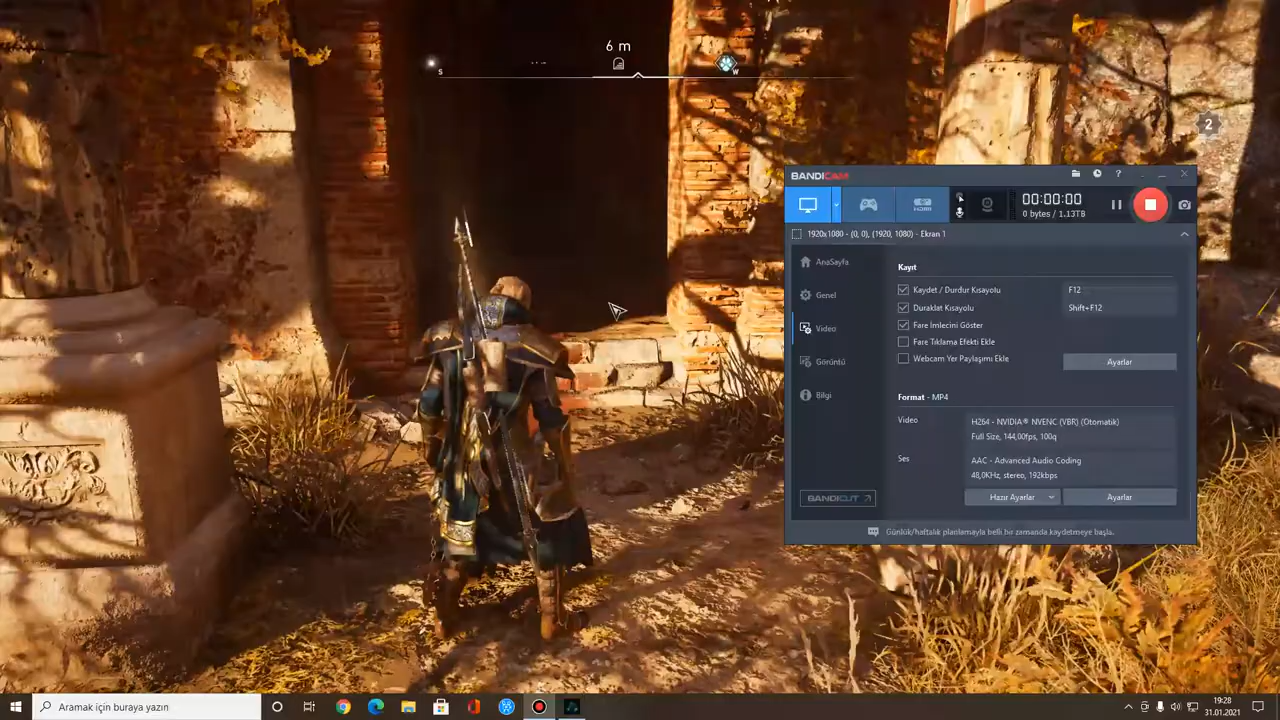 6 m
S
W
2
BANDICAM
HDMI
00:00:00
0 bytes / 1.13TB
1920x1080 - (0, 0), (1920, 1080) - Ekran 1
AnaSayfa
Genel
Video
Görüntü
Bilgi
BANDICUT
Kayıt
Kaydet / Durdur Kısayolu
F12
Duraklat Kısayolu
Shift+F12
Fare İmlecini Göster
Fare Tıklama Efekti Ekle
Webcam Yer Paylaşımı Ekle
Ayarlar
Format - MP4
Video
H264 - NVIDIA® NVENC (VBR) (Otomatik)
Full Size, 144,00fps, 100q
Ses
AAC - Advanced Audio Coding
48,0KHz, stereo, 192kbps
Hazır Ayarlar
Ayarlar
Günlük/haftalık planlamayla belli bir zamanda kaydetmeye başla.
Aramak için buraya yazın
19:28
31.01.2021